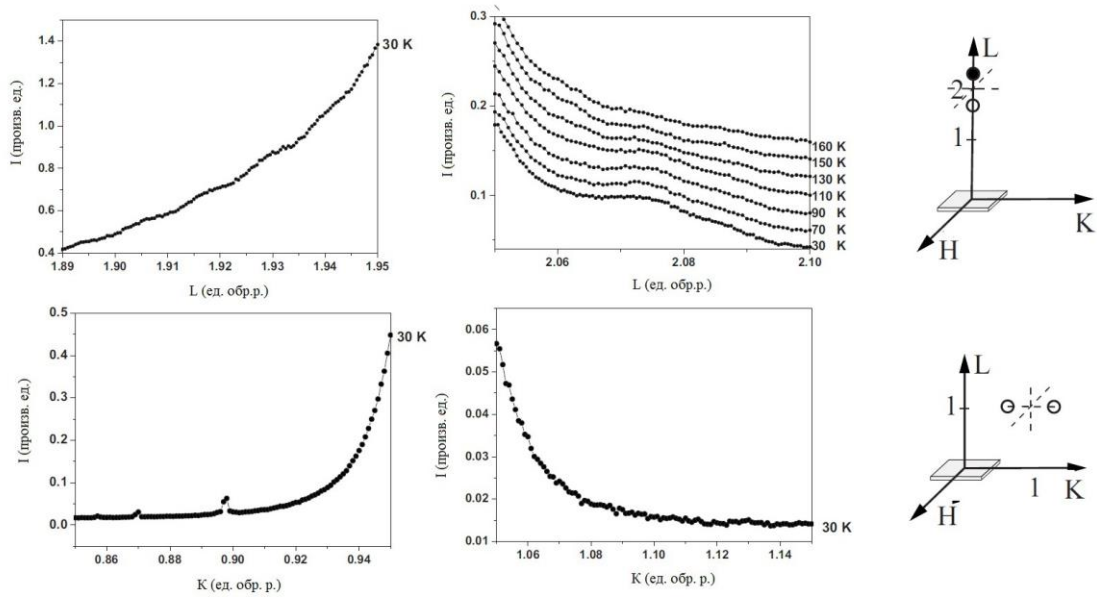 I (произв. ед.)
1.4
1.2
1.0
0.8
0.6
0.4
30 K
1.89 1.90 1.91 1.92 1.93 1.94 1.95
L (ед. обр.р.)
I (произв. ед.)
0.3
0.2
0.1
160 K
150 K
130 K
110 K
90 K
70 K
30 K
2.06 2.08 2.10
L (ед. обр.р.)
L
2
1
K
H
I (произв. ед.)
0.5
0.4
0.3
0.2
0.1
0.0
30 K
0.86 0.88 0.90 0.92 0.94
K (ед. обр. р.)
I (произв. ед.)
0.06
0.05
0.04
0.03
0.02
0.01
30 K
1.06 1.08 1.10 1.12 1.14
K (ед. обр. р.)
L
1
1 K
H